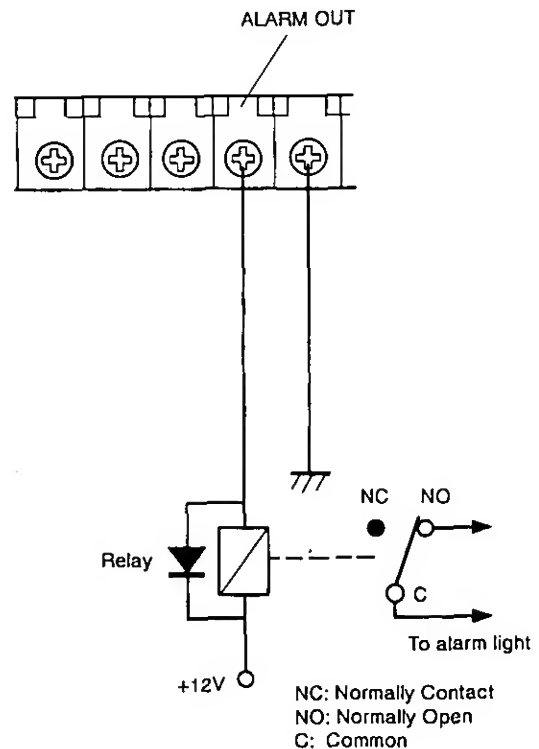 ALARM OUT
NC NO
Relay
C
To alarm light
+12V
NC: Normally Contact
NO: Normally Open
C: Common